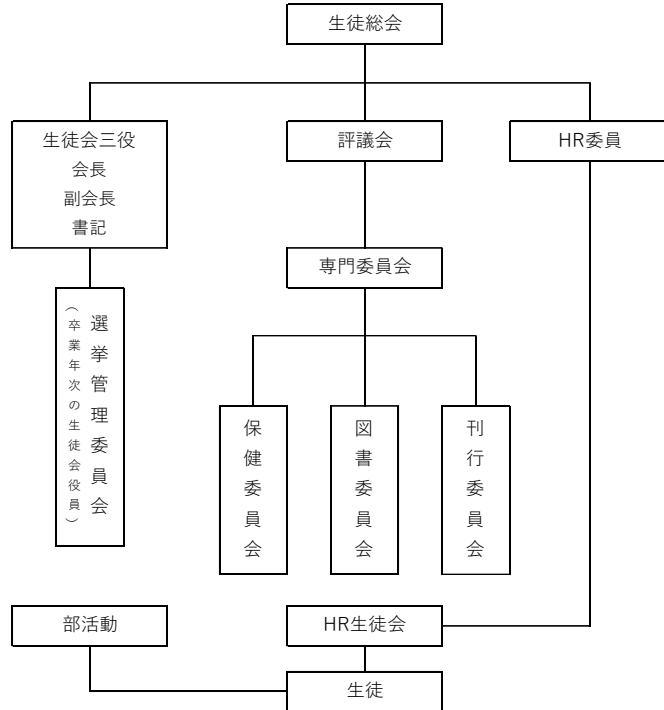 生徒総会
生徒会三役
会長
副会長
書記
評議会
HR委員
専門委員会
選挙管理委員会
（卒業年次の生徒会役員）
保健委員会
図書委員会
刊行委員会
部活動
HR生徒会
生徒